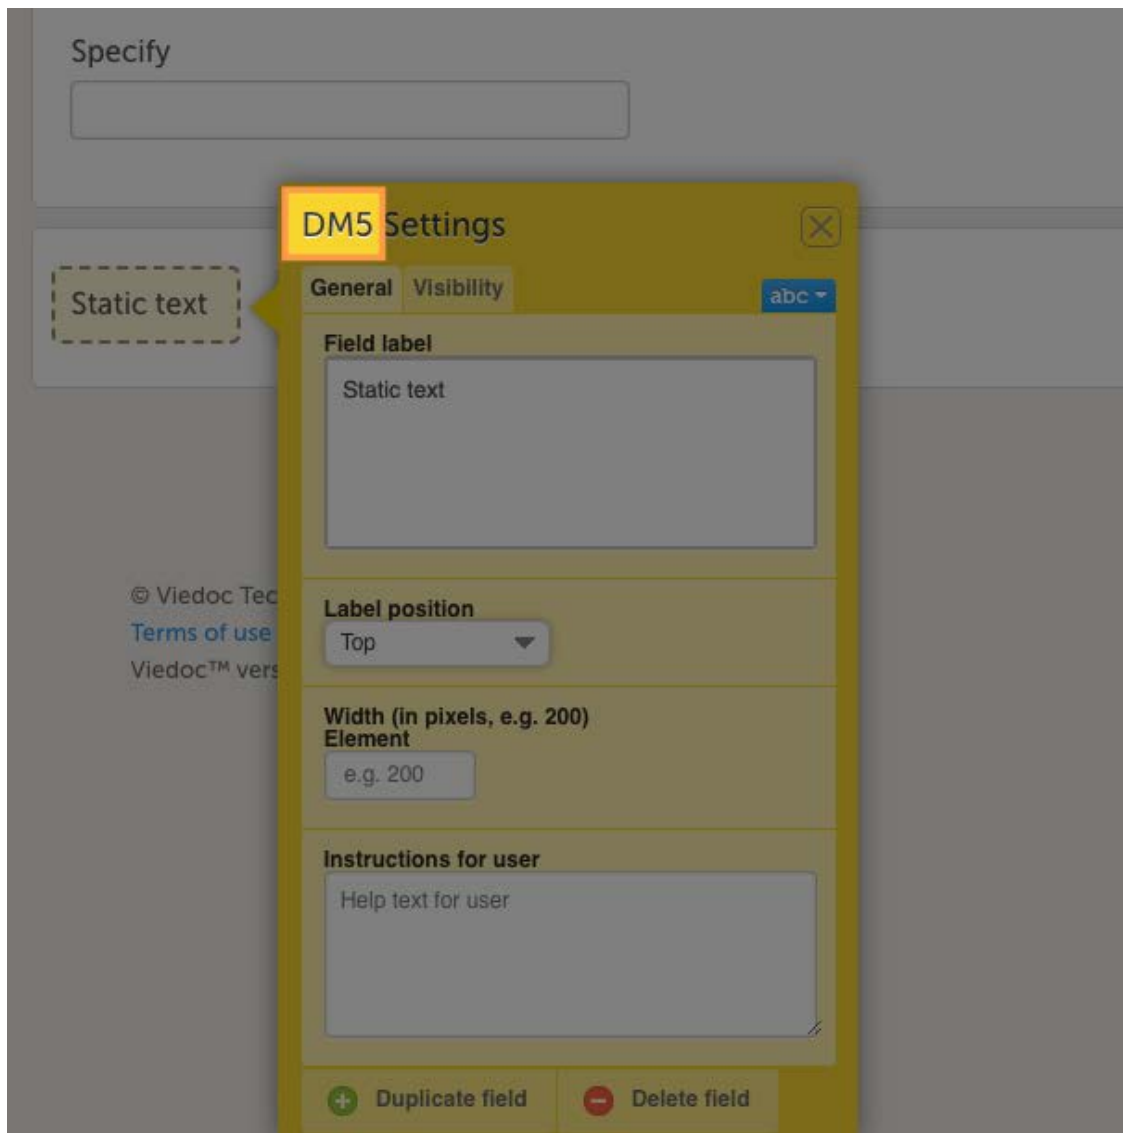 Specify
DM5 Settings
General Visibility
abc
Static text
Field label
Static text
© Viedoc Tec
Terms of use
Viedoc™ vers
Label position
Top
Width (in pixels, e.g. 200)
Element
e.g. 200
Instructions for user
Help text for user
Duplicate field Delete field